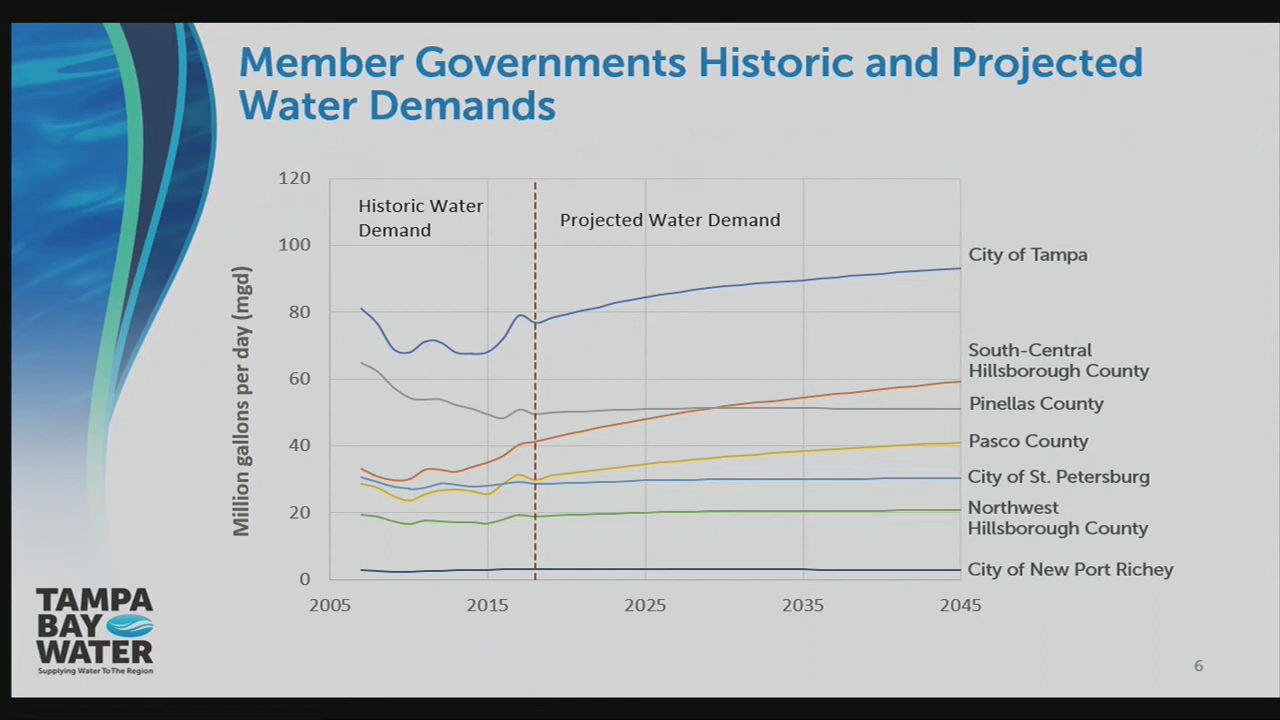 Member Governments Historic and Projected
Water Demands
Million gallons per day (mgd)
120
100
80
60
40
20
0
Historic Water
Demand
Projected Water Demand
City of Tampa
South-Central
Hillsborough County
Pinellas County
Pasco County
City of St. Petersburg
Northwest
Hillsborough County
City of New Port Richey
2005
2015
2025
2035
2045
TAMPA
BAY
WATER
Supplying Water To The Region
6